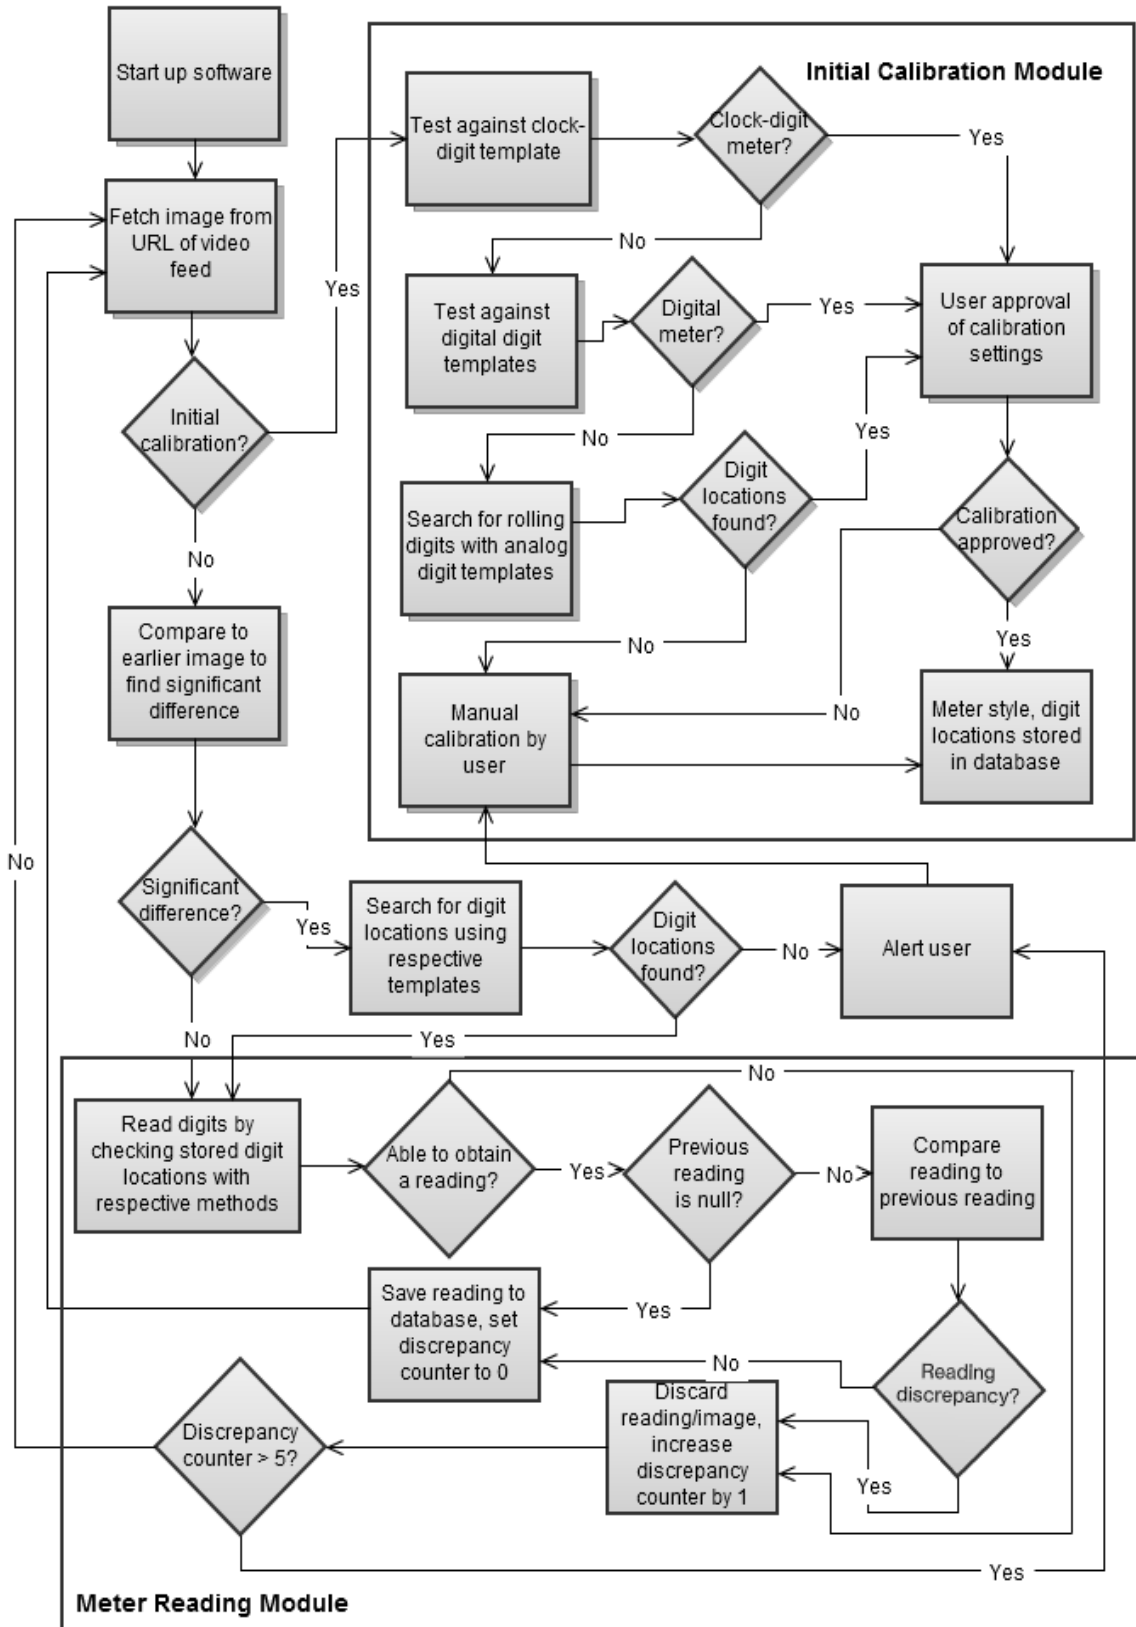 Start up software
Initial Calibration Module
Test against clock-
digit template
Clock-digit
meter?
Yes
Fetch image from
URL of video
feed
No
Yes
Test against
digital digit
templates
Digital
meter?
Yes
User approval
of calibration
settings
Initial
calibration?
No
Yes
Search for rolling
digits with analog
digit templates
Digit
locations
found?
Calibration
approved?
No
Compare to
earlier image to
find significant
difference
No
Yes
Manual
calibration by
user
No
Meter style, digit
locations stored
in database
No
Significant
difference?
Yes
Search for digit
locations using
respective
templates
Digit
locations
found?
No
Alert user
No
Yes
No
Read digits by
checking stored digit
locations with
respective methods
Able to obtain
a reading?
Yes
Previous
reading
is null?
No
Compare
reading to
previous reading
Save reading to
database, set
discrepancy
counter to 0
Yes
No
Reading
discrepancy?
Discrepancy
counter > 5?
Discard
reading/image,
increase
discrepancy
counter by 1
Yes
Yes
Meter Reading Module